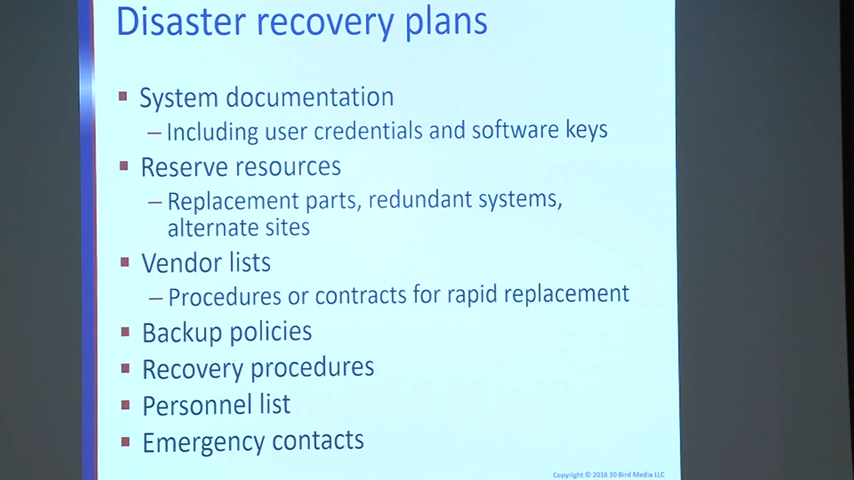 Disaster recovery plans
▪ System documentation
– Including user credentials and software keys
▪ Reserve resources
– Replacement parts, redundant systems,
alternate sites
▪ Vendor lists
– Procedures or contracts for rapid replacement
▪ Backup policies
▪ Recovery procedures
▪ Personnel list
▪ Emergency contacts
Copyright © 2016 30 Bird Media LLC